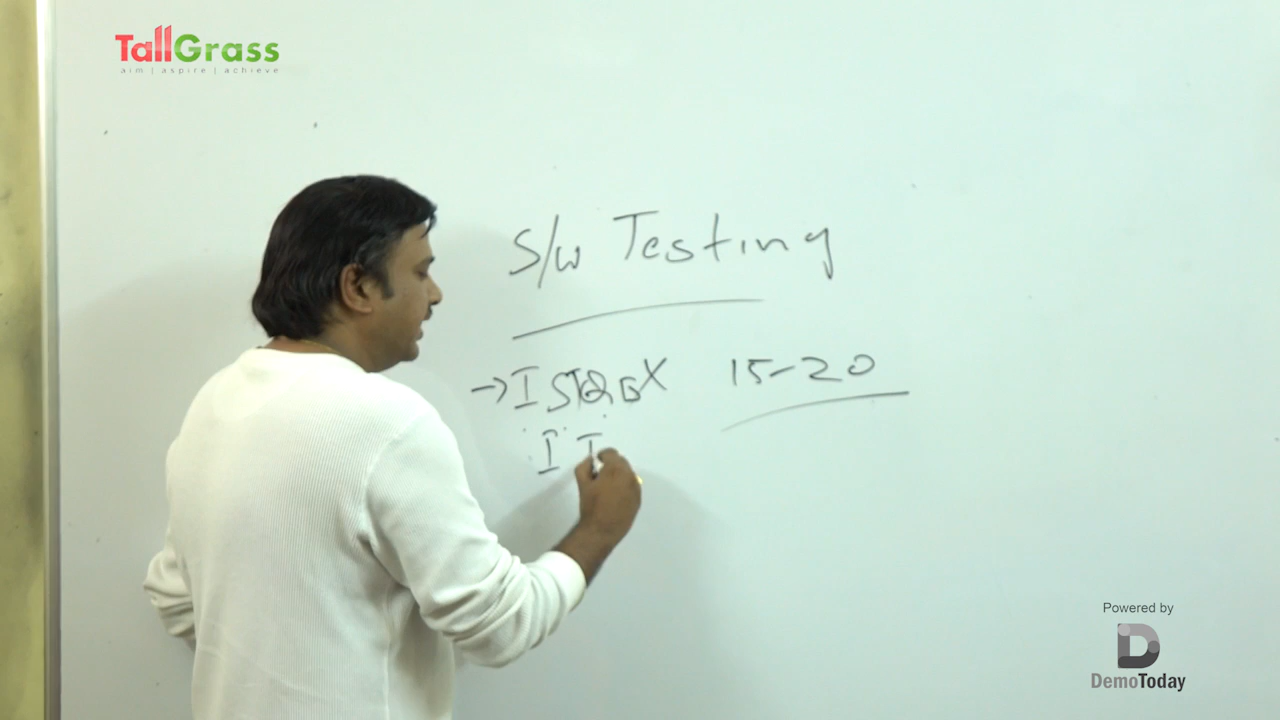 TallGrass
aim | aspire | achieve
S/w Testing
→ ISTQB X 15-20
I I
Powered by
DemoToday